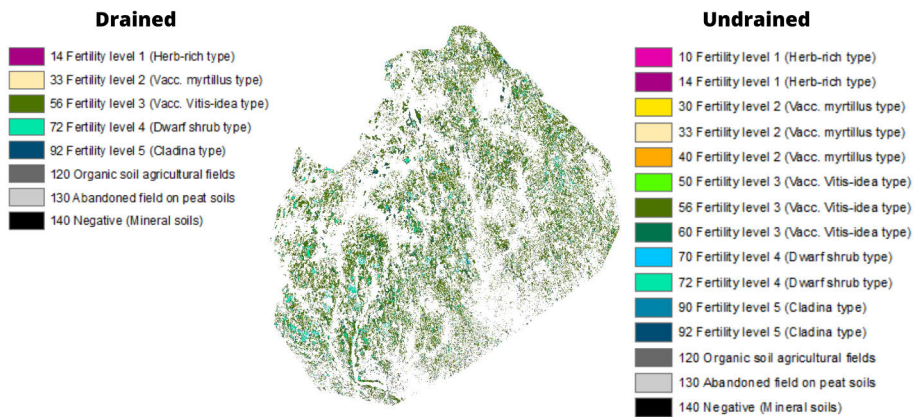 Drained
14 Fertility level 1 (Herb-rich type)
33 Fertility level 2 (Vacc. myrtillus type)
56 Fertility level 3 (Vacc. Vitis-idea type)
72 Fertility level 4 (Dwarf shrub type)
92 Fertility level 5 (Cladina type)
120 Organic soil agricultural fields
130 Abandoned field on peat soils
140 Negative (Mineral soils)
Undrained
10 Fertility level 1 (Herb-rich type)
14 Fertility level 1 (Herb-rich type)
30 Fertility level 2 (Vacc. myrtillus type)
33 Fertility level 2 (Vacc. myrtillus type)
40 Fertility level 2 (Vacc. myrtillus type)
50 Fertility level 3 (Vacc. Vitis-idea type)
56 Fertility level 3 (Vacc. Vitis-idea type)
60 Fertility level 3 (Vacc. Vitis-idea type)
70 Fertility level 4 (Dwarf shrub type)
72 Fertility level 4 (Dwarf shrub type)
90 Fertility level 5 (Cladina type)
92 Fertility level 5 (Cladina type)
120 Organic soil agricultural fields
130 Abandoned field on peat soils
140 Negative (Mineral soils)